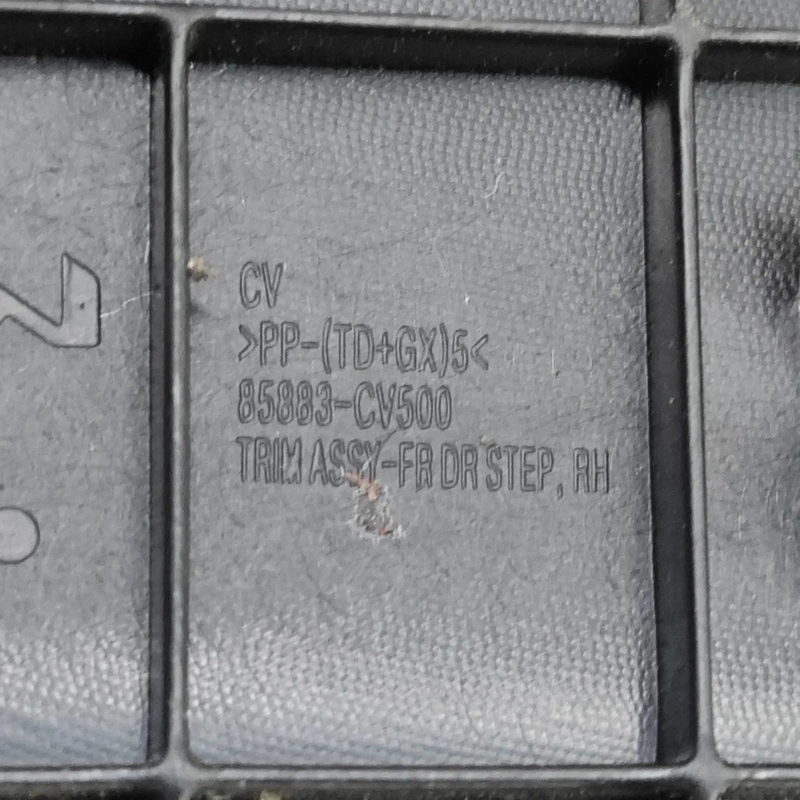 CV
>PP-(TD+GX)5<
85883-CV500
TRIM ASSY-FR DR STEP, RH